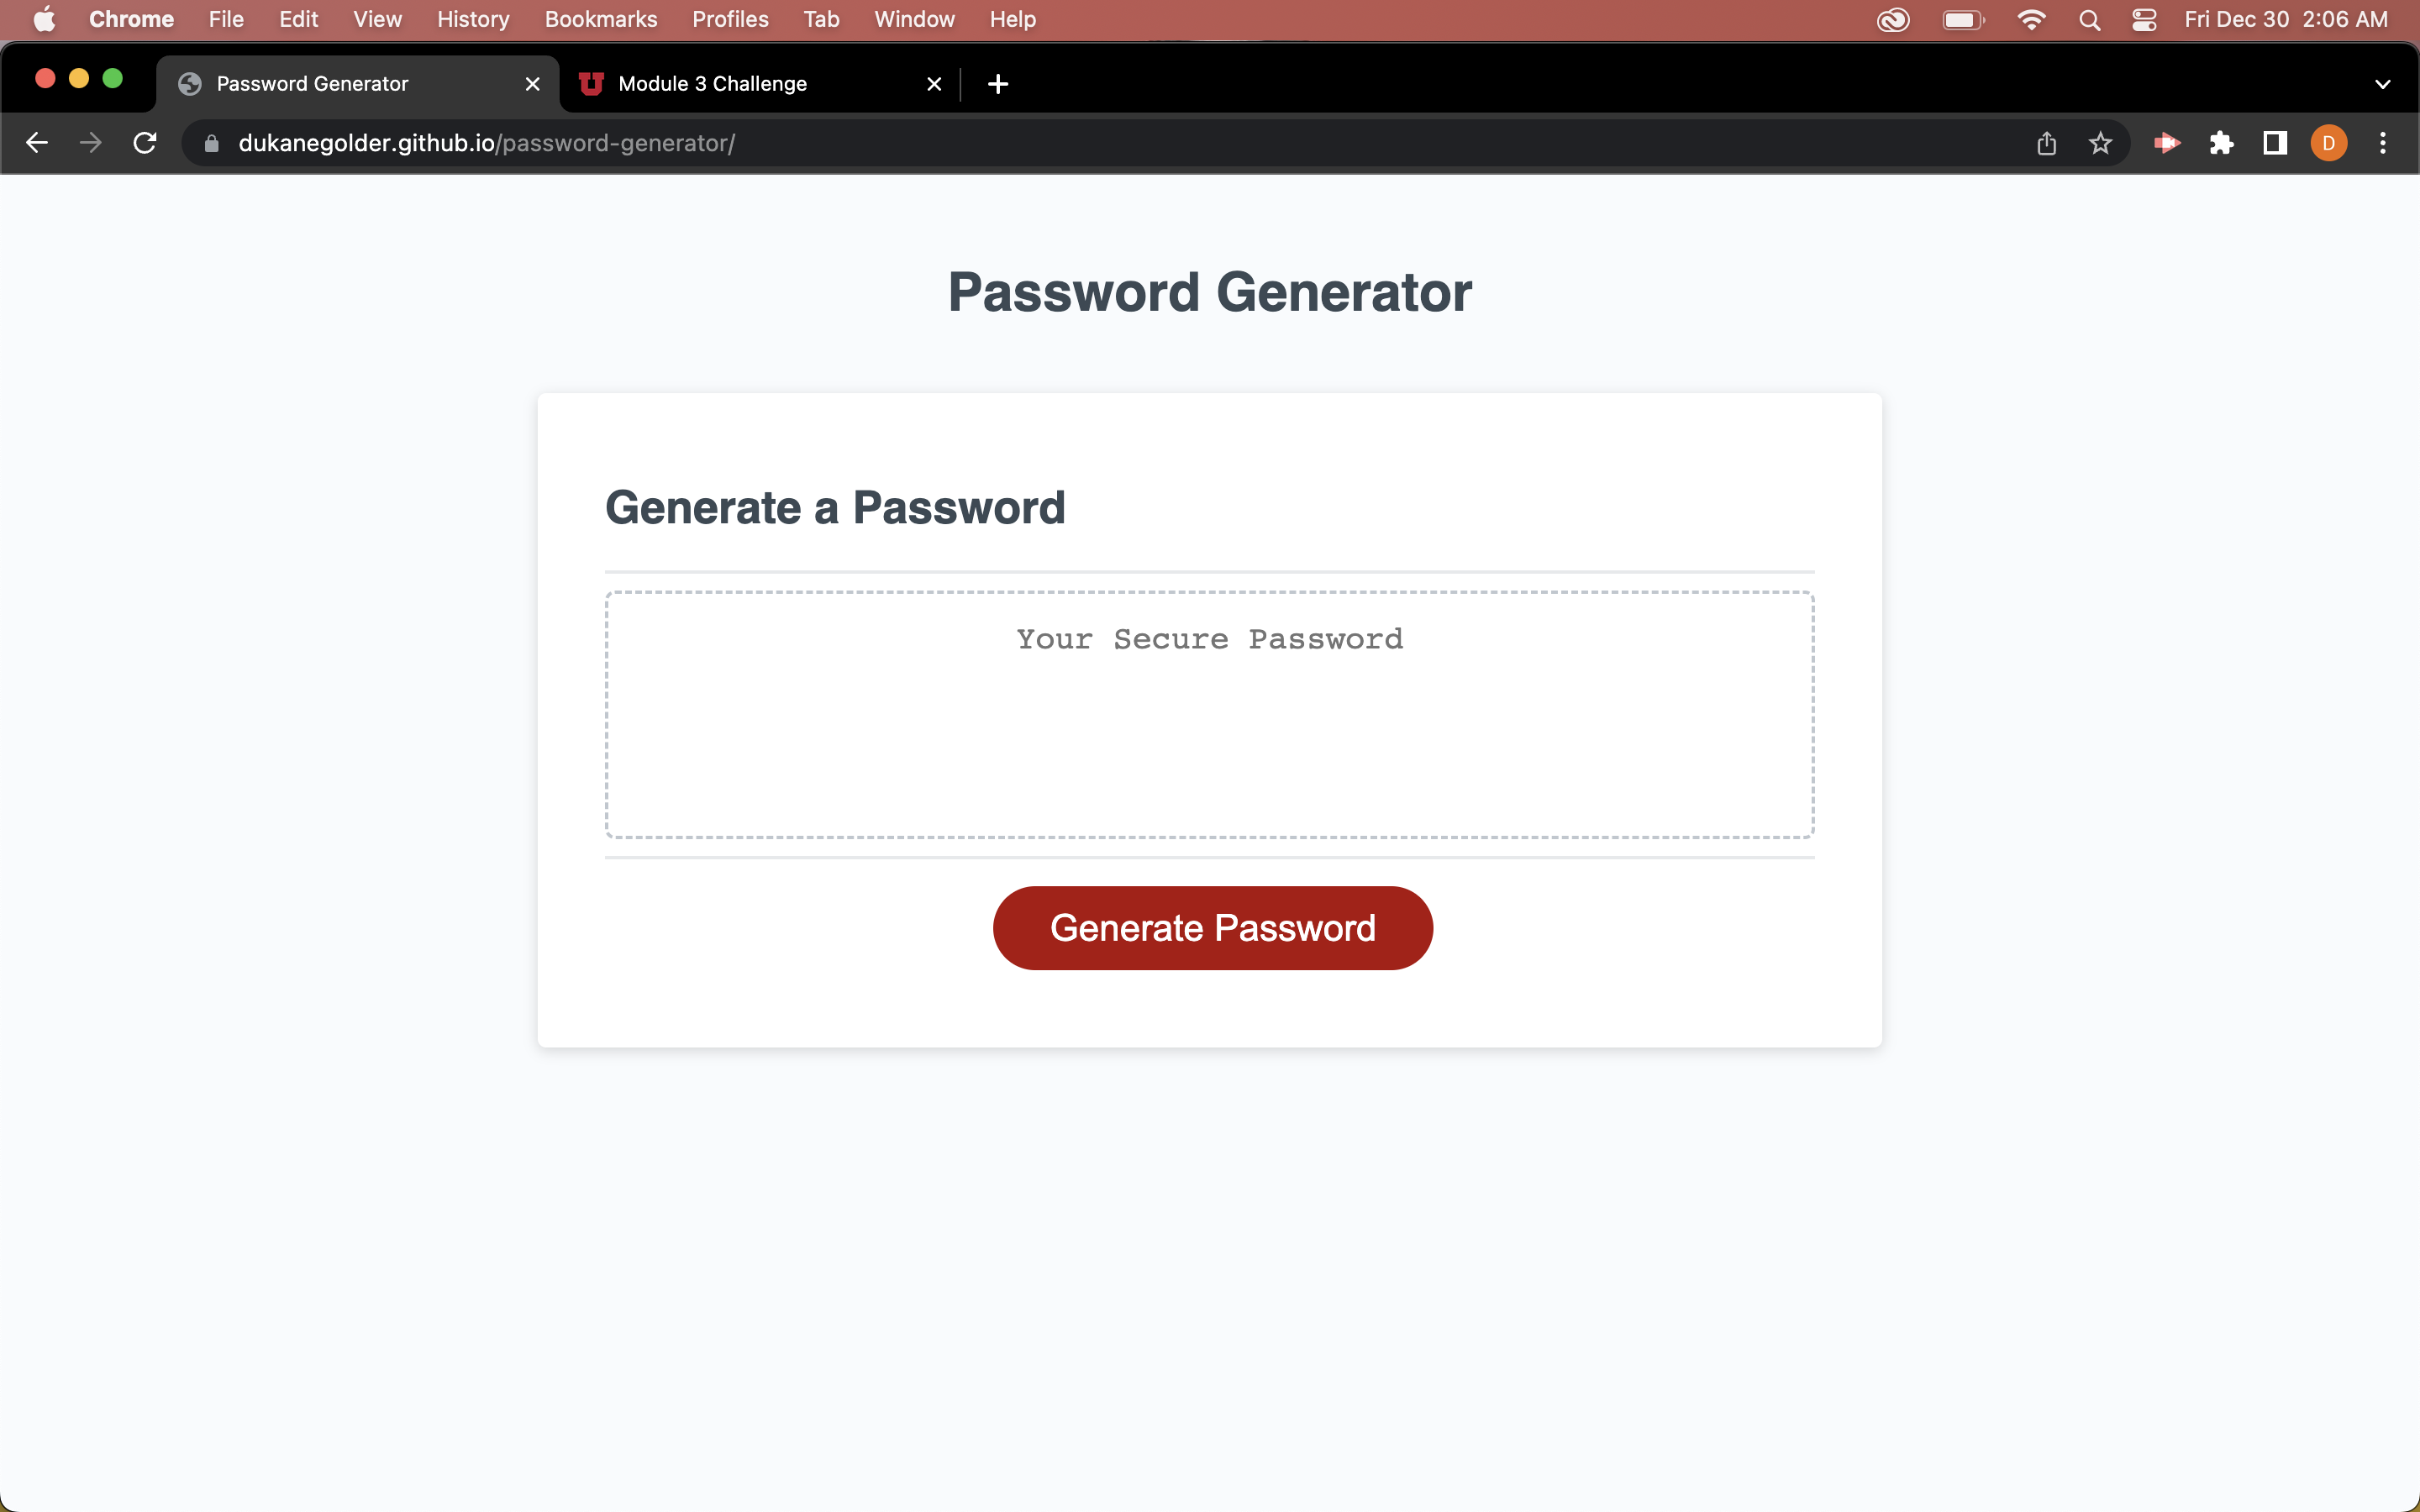 Chrome File Edit View History Bookmarks Profiles Tab Window Help Fri Dec 30 2:06 AM
Password Generator Module 3 Challenge
dukanegolder.github.io/password-generator/ D
Password Generator
Generate a Password
Your Secure Password
Generate Password